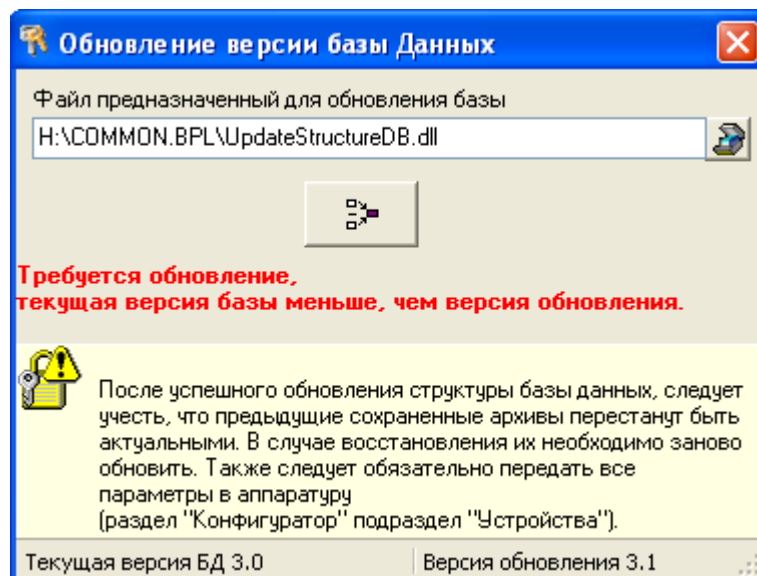 Обновление версии базы Данных
Файл предназначенный для обновления базы
H:\COMMON.BPL\UpdateStructureDB.dll
Требуется обновление,
текущая версия базы меньше, чем версия обновления.
После успешного обновления структуры базы данных, следует
учесть, что предыдущие сохраненные архивы перестанут быть
актуальными. В случае восстановления их необходимо заново
обновить. Также следует обязательно передать все
параметры в аппаратуру
(раздел "Конфигуратор" подраздел "Устройства").
Текущая версия БД 3.0
Версия обновления 3.1